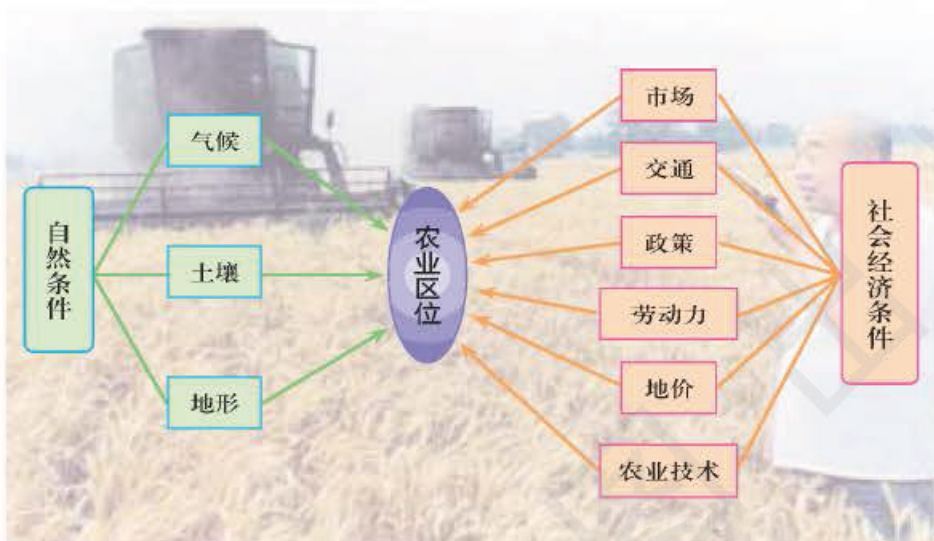 自然条件
气候
土壤
地形
农业区位
市场
交通
政策
劳动力
地价
农业技术
社会经济条件